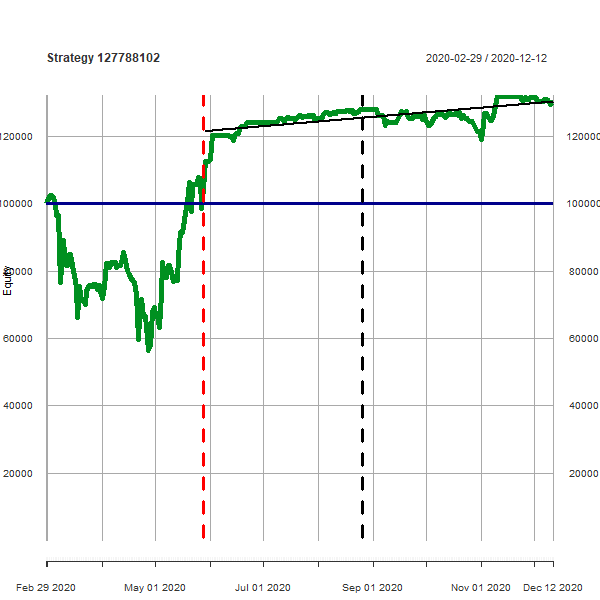 Strategy 127788102
2020-02-29 / 2020-12-12
120000
120000
100000
100000
Equity
80000
80000
60000
60000
40000
40000
20000
20000
Feb 29 2020
May 01 2020
Jul 01 2020
Sep 01 2020
Nov 01 2020
Dec 12 2020